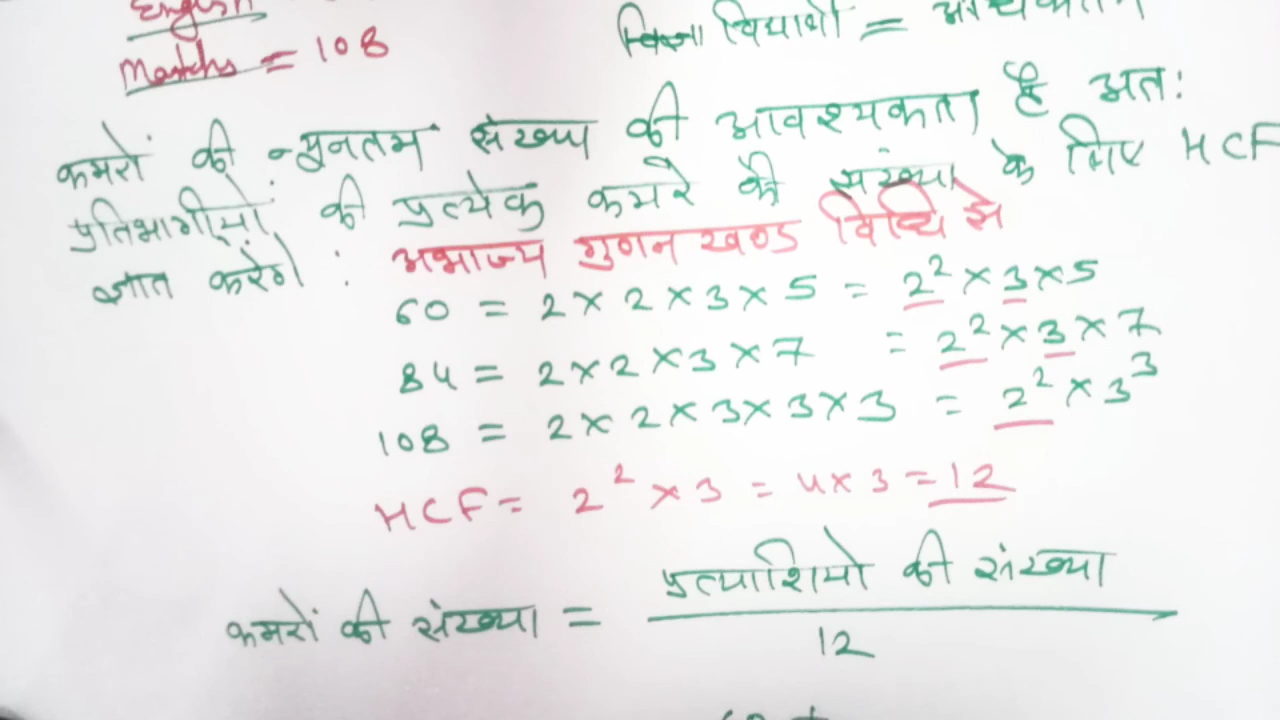 English
Maths = 108
विद्यार्थी =
कमरों की न्युनतम संख्या की आवश्यकता है अतः
प्रतिभागीयों की प्रत्येक कमरे की संख्या के लिए HCF
ज्ञात करेगें :
अभाज्य गुणनखण्ड विधि से
60 = 2 × 2 × 3 × 5 = 2² × 3 × 5
84 = 2 × 2 × 3 × 7 = 2² × 3 × 7
108 = 2 × 2 × 3 × 3 × 3 = 2² × 3³
HCF = 2² × 3 = 4 × 3 = 12
प्रत्याशियो की संख्या
कमरों की संख्या =
12